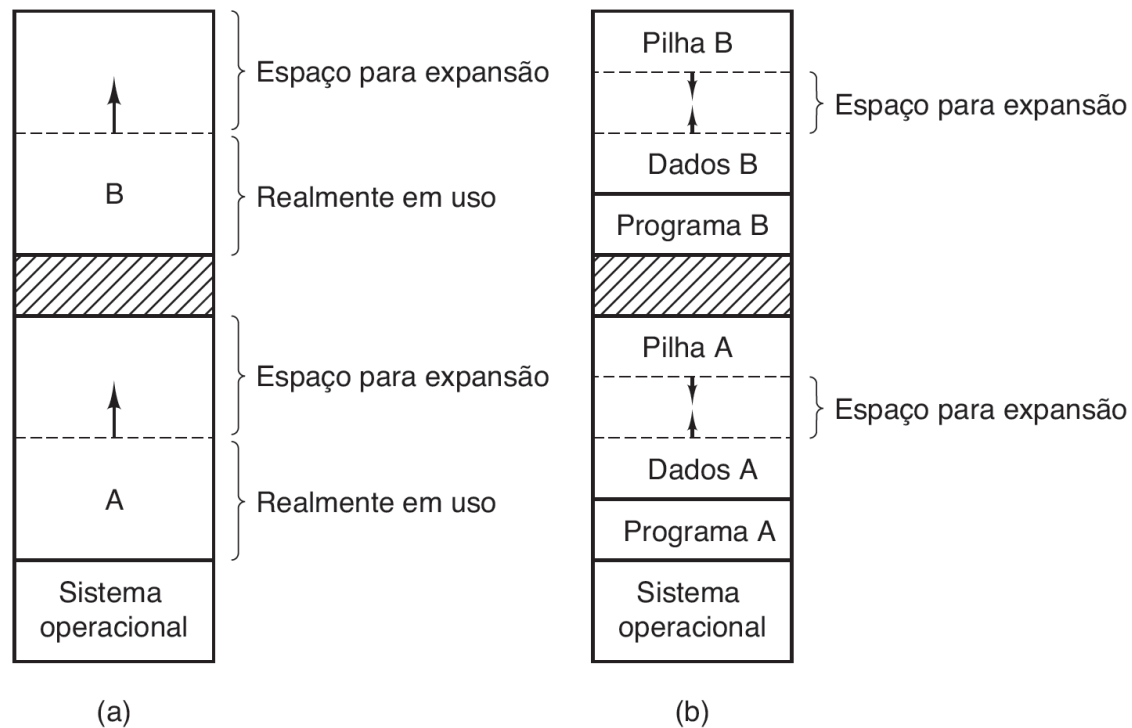 Espaço para expansão
B
Realmente em uso
Espaço para expansão
A
Realmente em uso
Sistema
operacional
(a)
Pilha B
Espaço para expansão
Dados B
Programa B
Pilha A
Espaço para expansão
Dados A
Programa A
Sistema
operacional
(b)